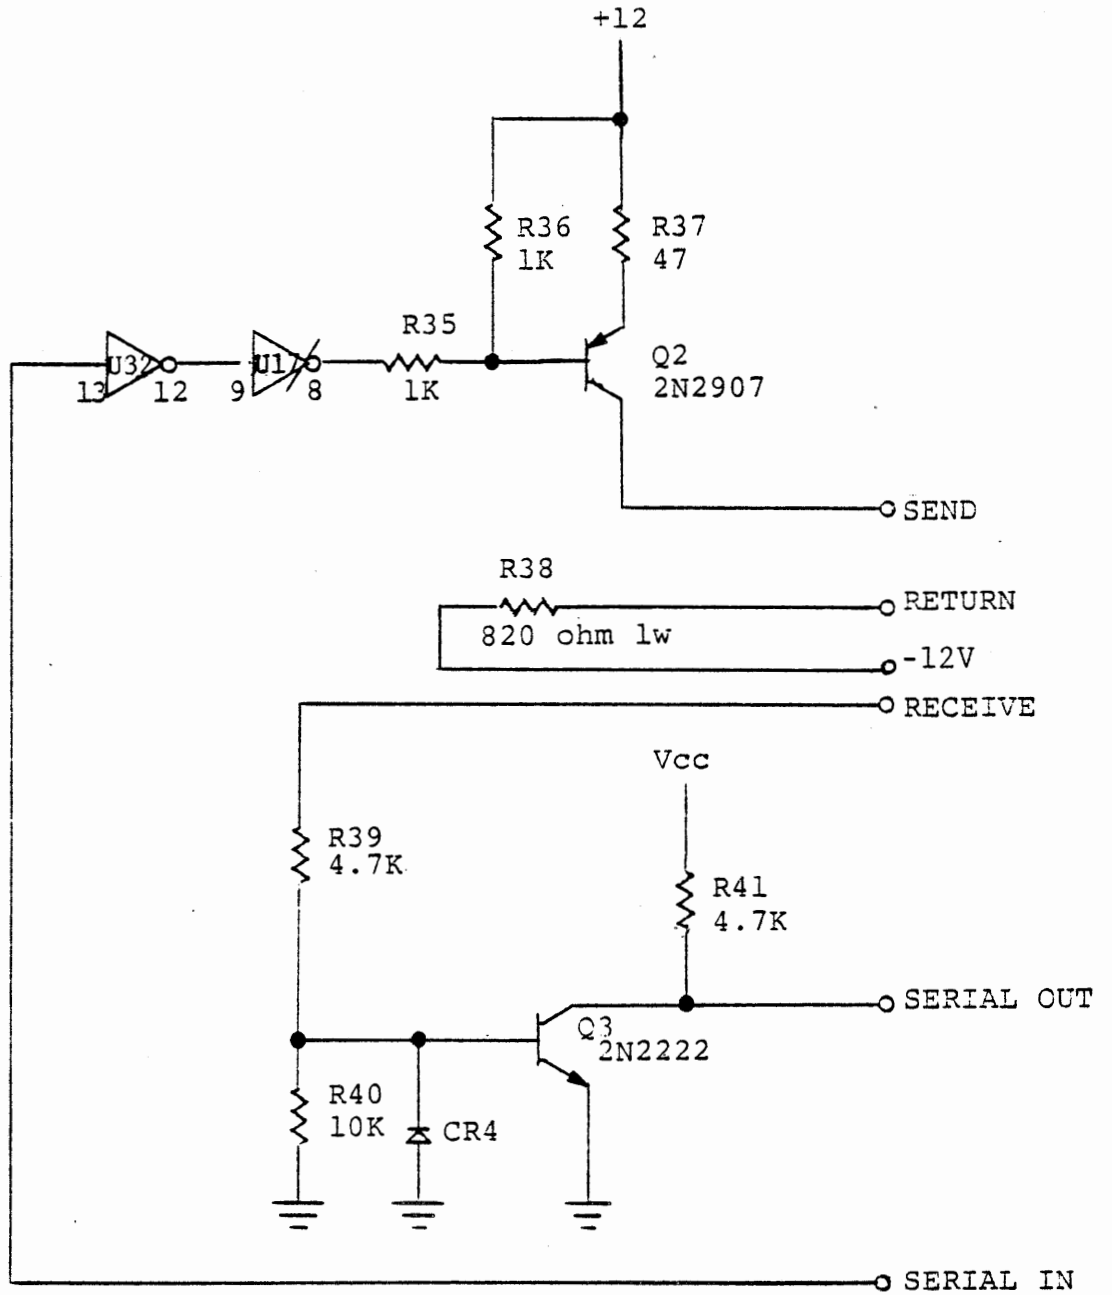 +12
R36
1K
R37
47
R35
1K
U32
13
12
U17
9
8
Q2
2N2907
SEND
R38
820 ohm 1w
RETURN
-12V
RECEIVE
Vcc
R39
4.7K
R41
4.7K
SERIAL OUT
Q3
2N2222
R40
10K
CR4
SERIAL IN